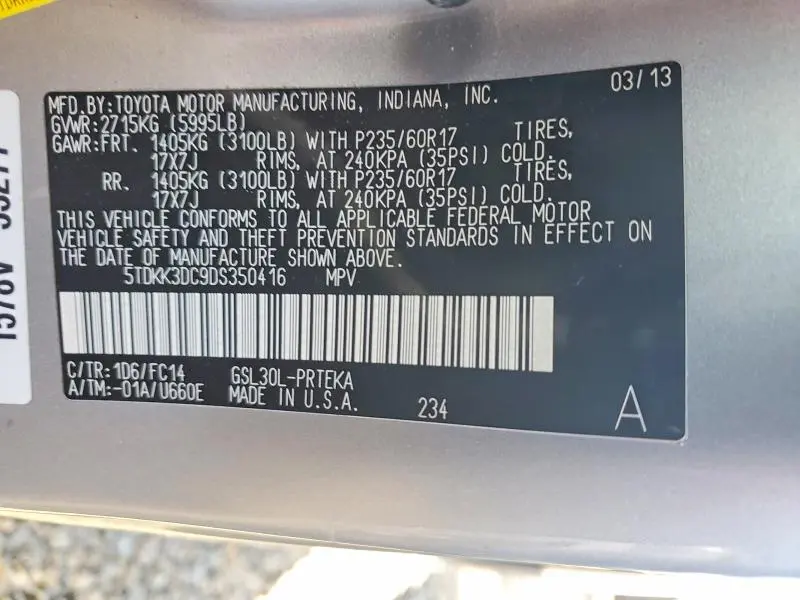 03/13
MFD.BY:TOYOTA MOTOR MANUFACTURING, INDIANA, INC.
GVWR:2715KG (5995LB)
GAWR:FRT. 1405KG (3100LB) WITH P235/60R17 TIRES,
17X7J RIMS, AT 240KPA (35PSI) COLD.
RR. 1405KG (3100LB) WITH P235/60R17 TIRES,
17X7J RIMS, AT 240KPA (35PSI) COLD.
THIS VEHICLE CONFORMS TO ALL APPLICABLE FEDERAL MOTOR
VEHICLE SAFETY AND THEFT PREVENTION STANDARDS IN EFFECT ON
THE DATE OF MANUFACTURE SHOWN ABOVE.
5TDKK3DC9DS350416 MPV
C/TR: 1D6/FC14 GSL30L-PRTEKA
A/TM:-01A/U660E MADE IN U.S.A. 234 A